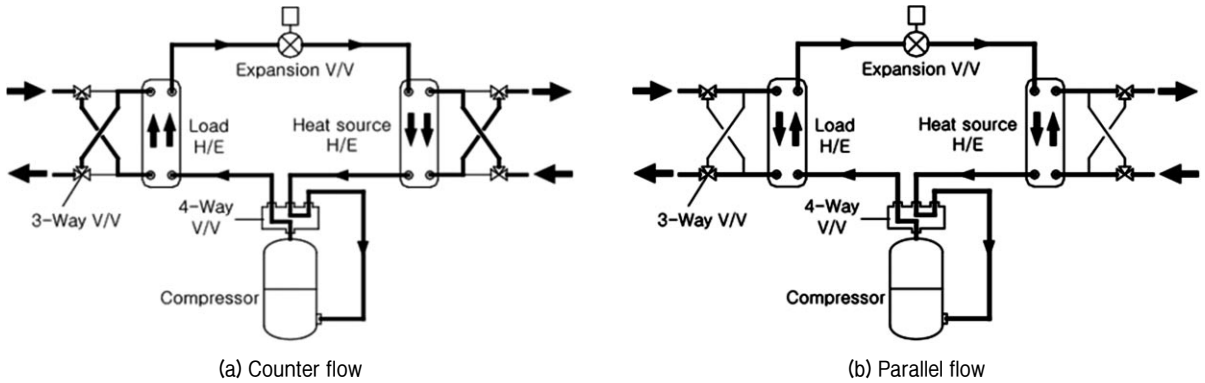 Expansion V/V
Load
H/E
Heat source
H/E
3-Way V/V
4-Way
V/V
Compressor
(a) Counter flow
Expansion V/V
Load
H/E
Heat source
H/E
3-Way V/V
4-Way
V/V
Compressor
(b) Parallel flow